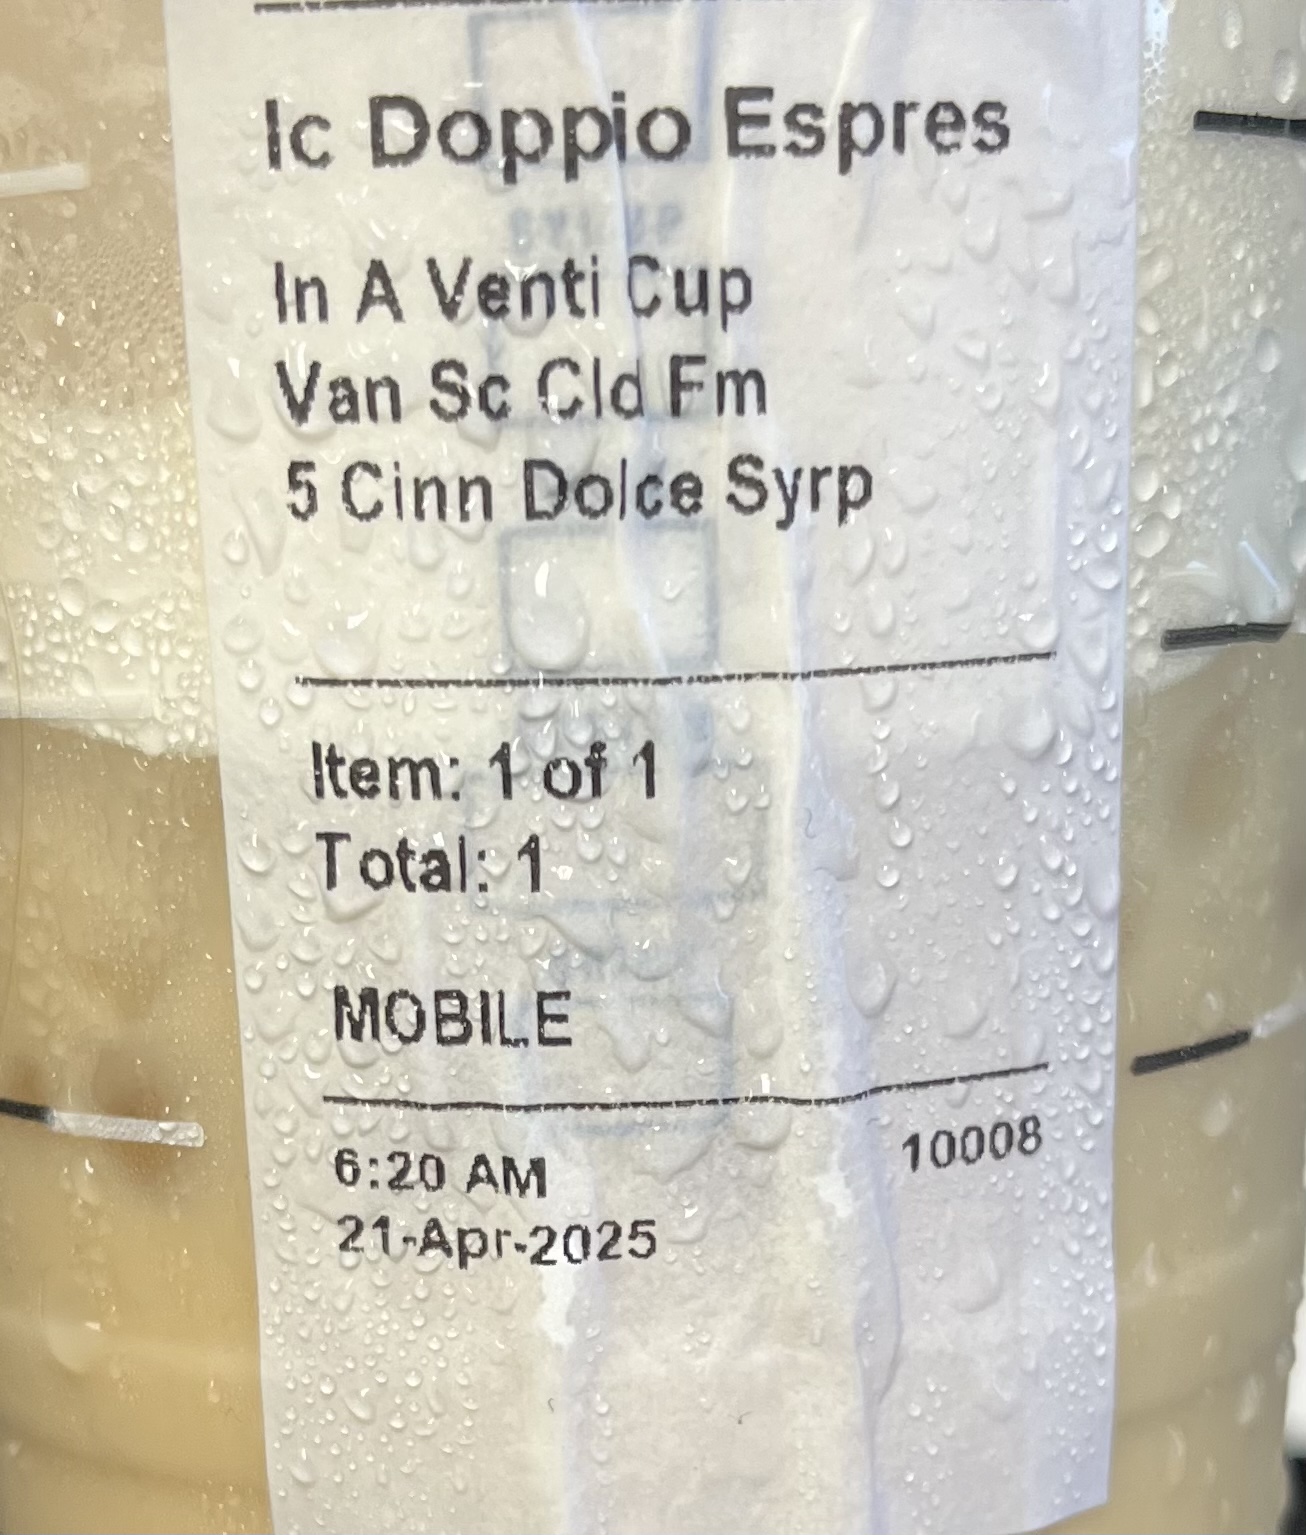 Ic Doppio Espres
In A Venti Cup
Van Sc Cld Fm
5 Cinn Dolce Syrp
Item: 1 of 1
Total: 1
MOBILE
6:20 AM
10008
21-Apr-2025